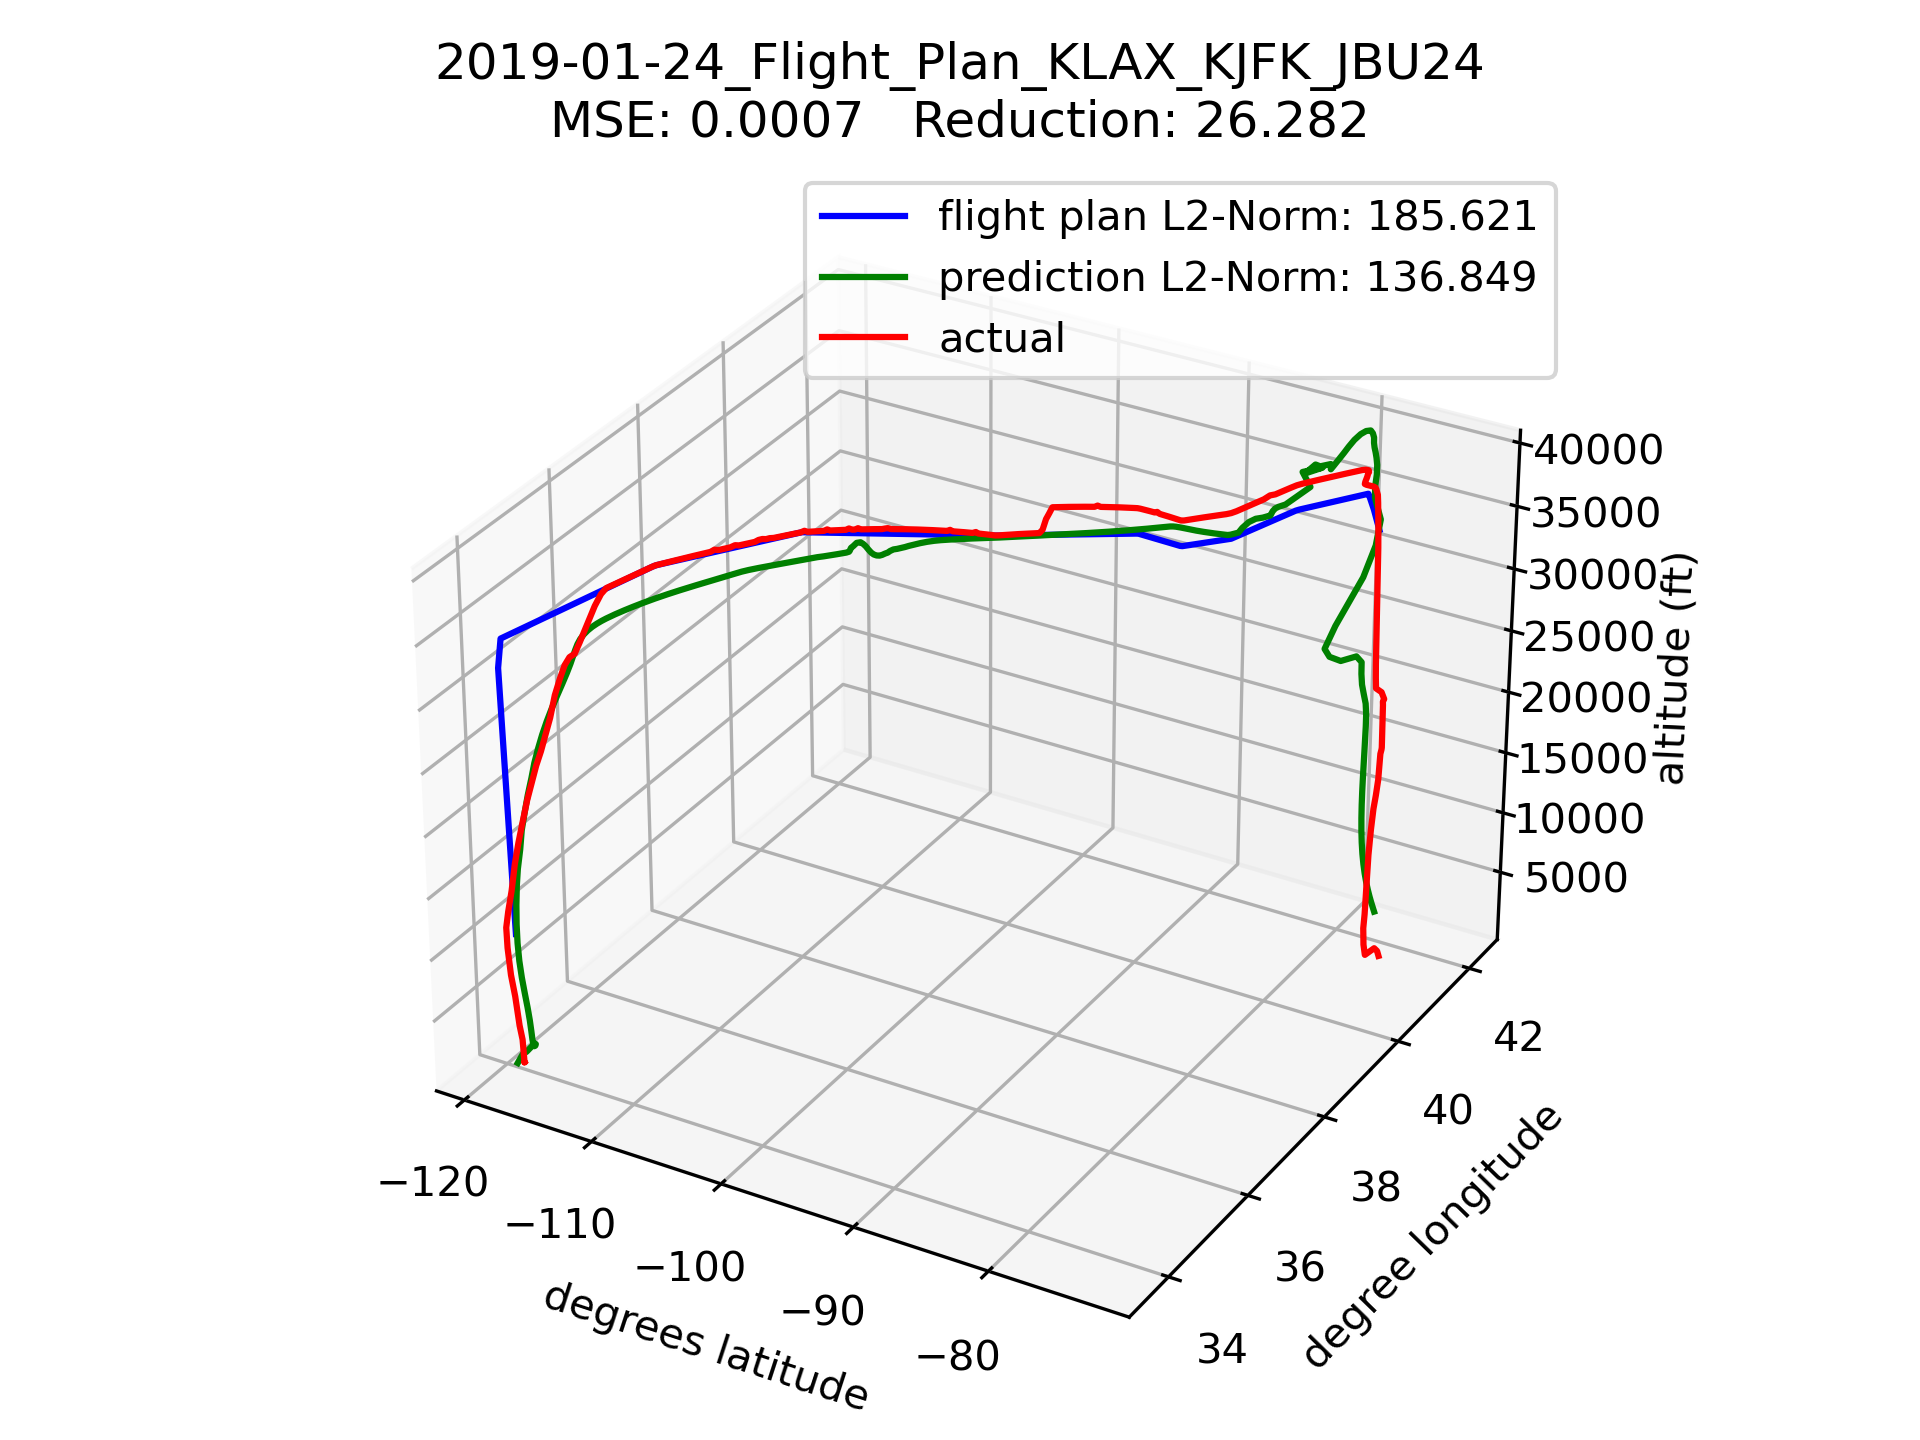 2019-01-24_Flight_Plan_KLAX_KJFK_JBU24
MSE: 0.0007   Reduction: 26.282
flight plan L2-Norm: 185.621
prediction L2-Norm: 136.849
actual
40000
35000
30000
25000
20000
15000
10000
5000
altitude (ft)
42
40
38
36
34
degree longitude
−120
−110
−100
−90
−80
degrees latitude